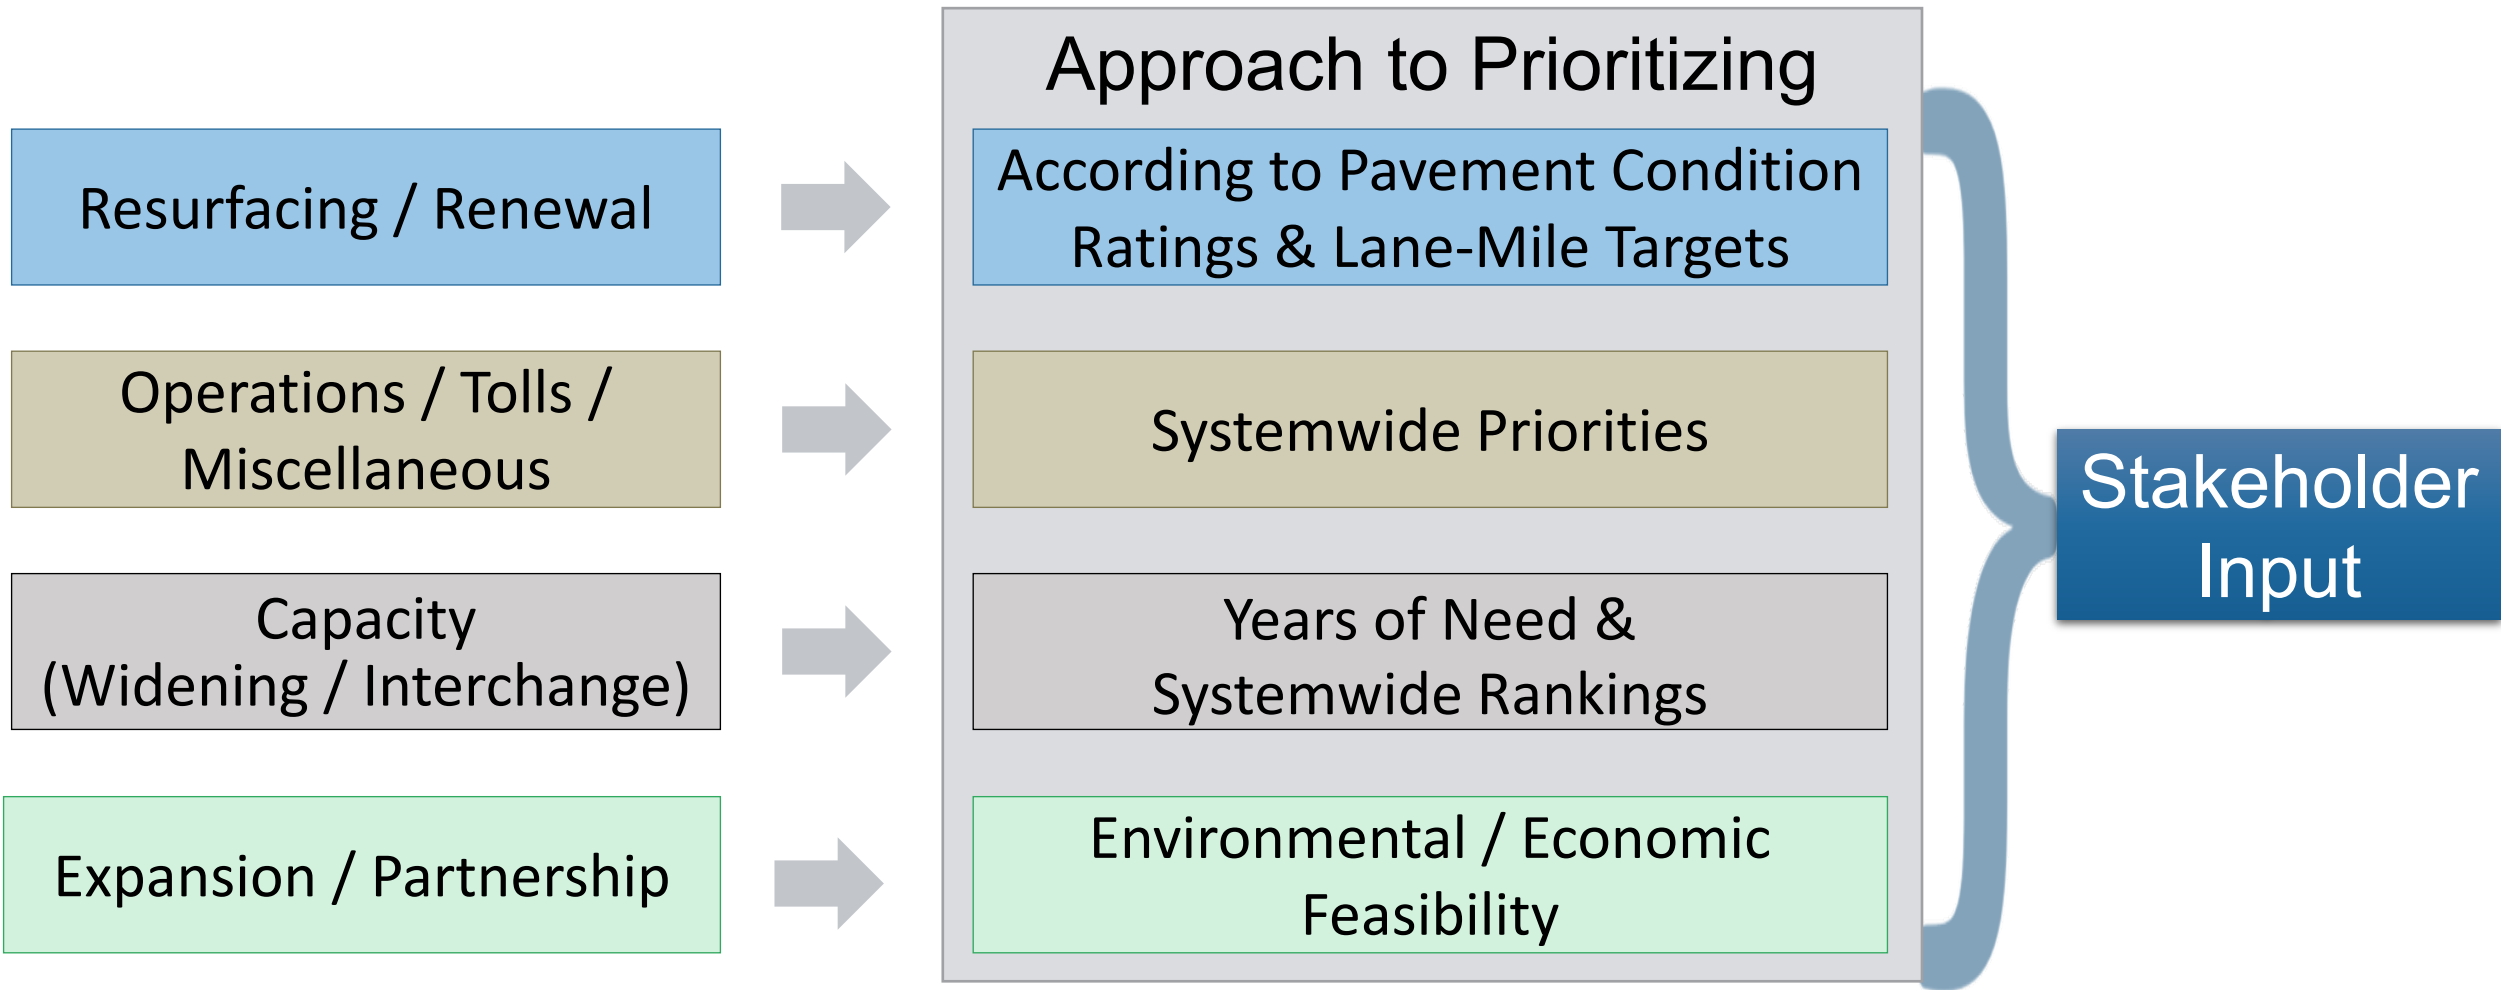 Approach to Prioritizing
Resurfacing / Renewal
According to Pavement Condition
Ratings & Lane-Mile Targets
Operations / Tolls /
Miscellaneous
Systemwide Priorities
Capacity
(Widening / Interchange)
Years of Need &
Systemwide Rankings
Expansion / Partnership
Environmental / Economic
Feasibility
Stakeholder
Input